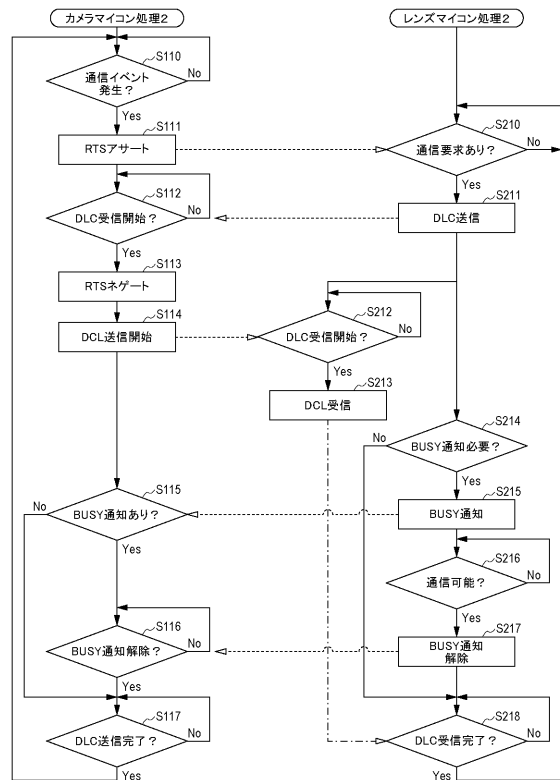 カメラマイコン処理2
S110
通信イベント
発生？
No
Yes
S111
RTSアサート
S112
DLC受信開始？
No
Yes
S113
RTSネゲート
S114
DCL送信開始
S115
No
BUSY通知あり？
Yes
S116
BUSY通知解除？
No
Yes
S117
DLC送信完了？
No
Yes
レンズマイコン処理2
S210
通信要求あり？
No
Yes
S211
DLC送信
S212
DLC受信開始？
No
Yes
S213
DCL受信
S214
No
BUSY通知必要？
Yes
S215
BUSY通知
S216
通信可能？
No
Yes
S217
BUSY通知
解除
S218
DLC受信完了？
No
Yes